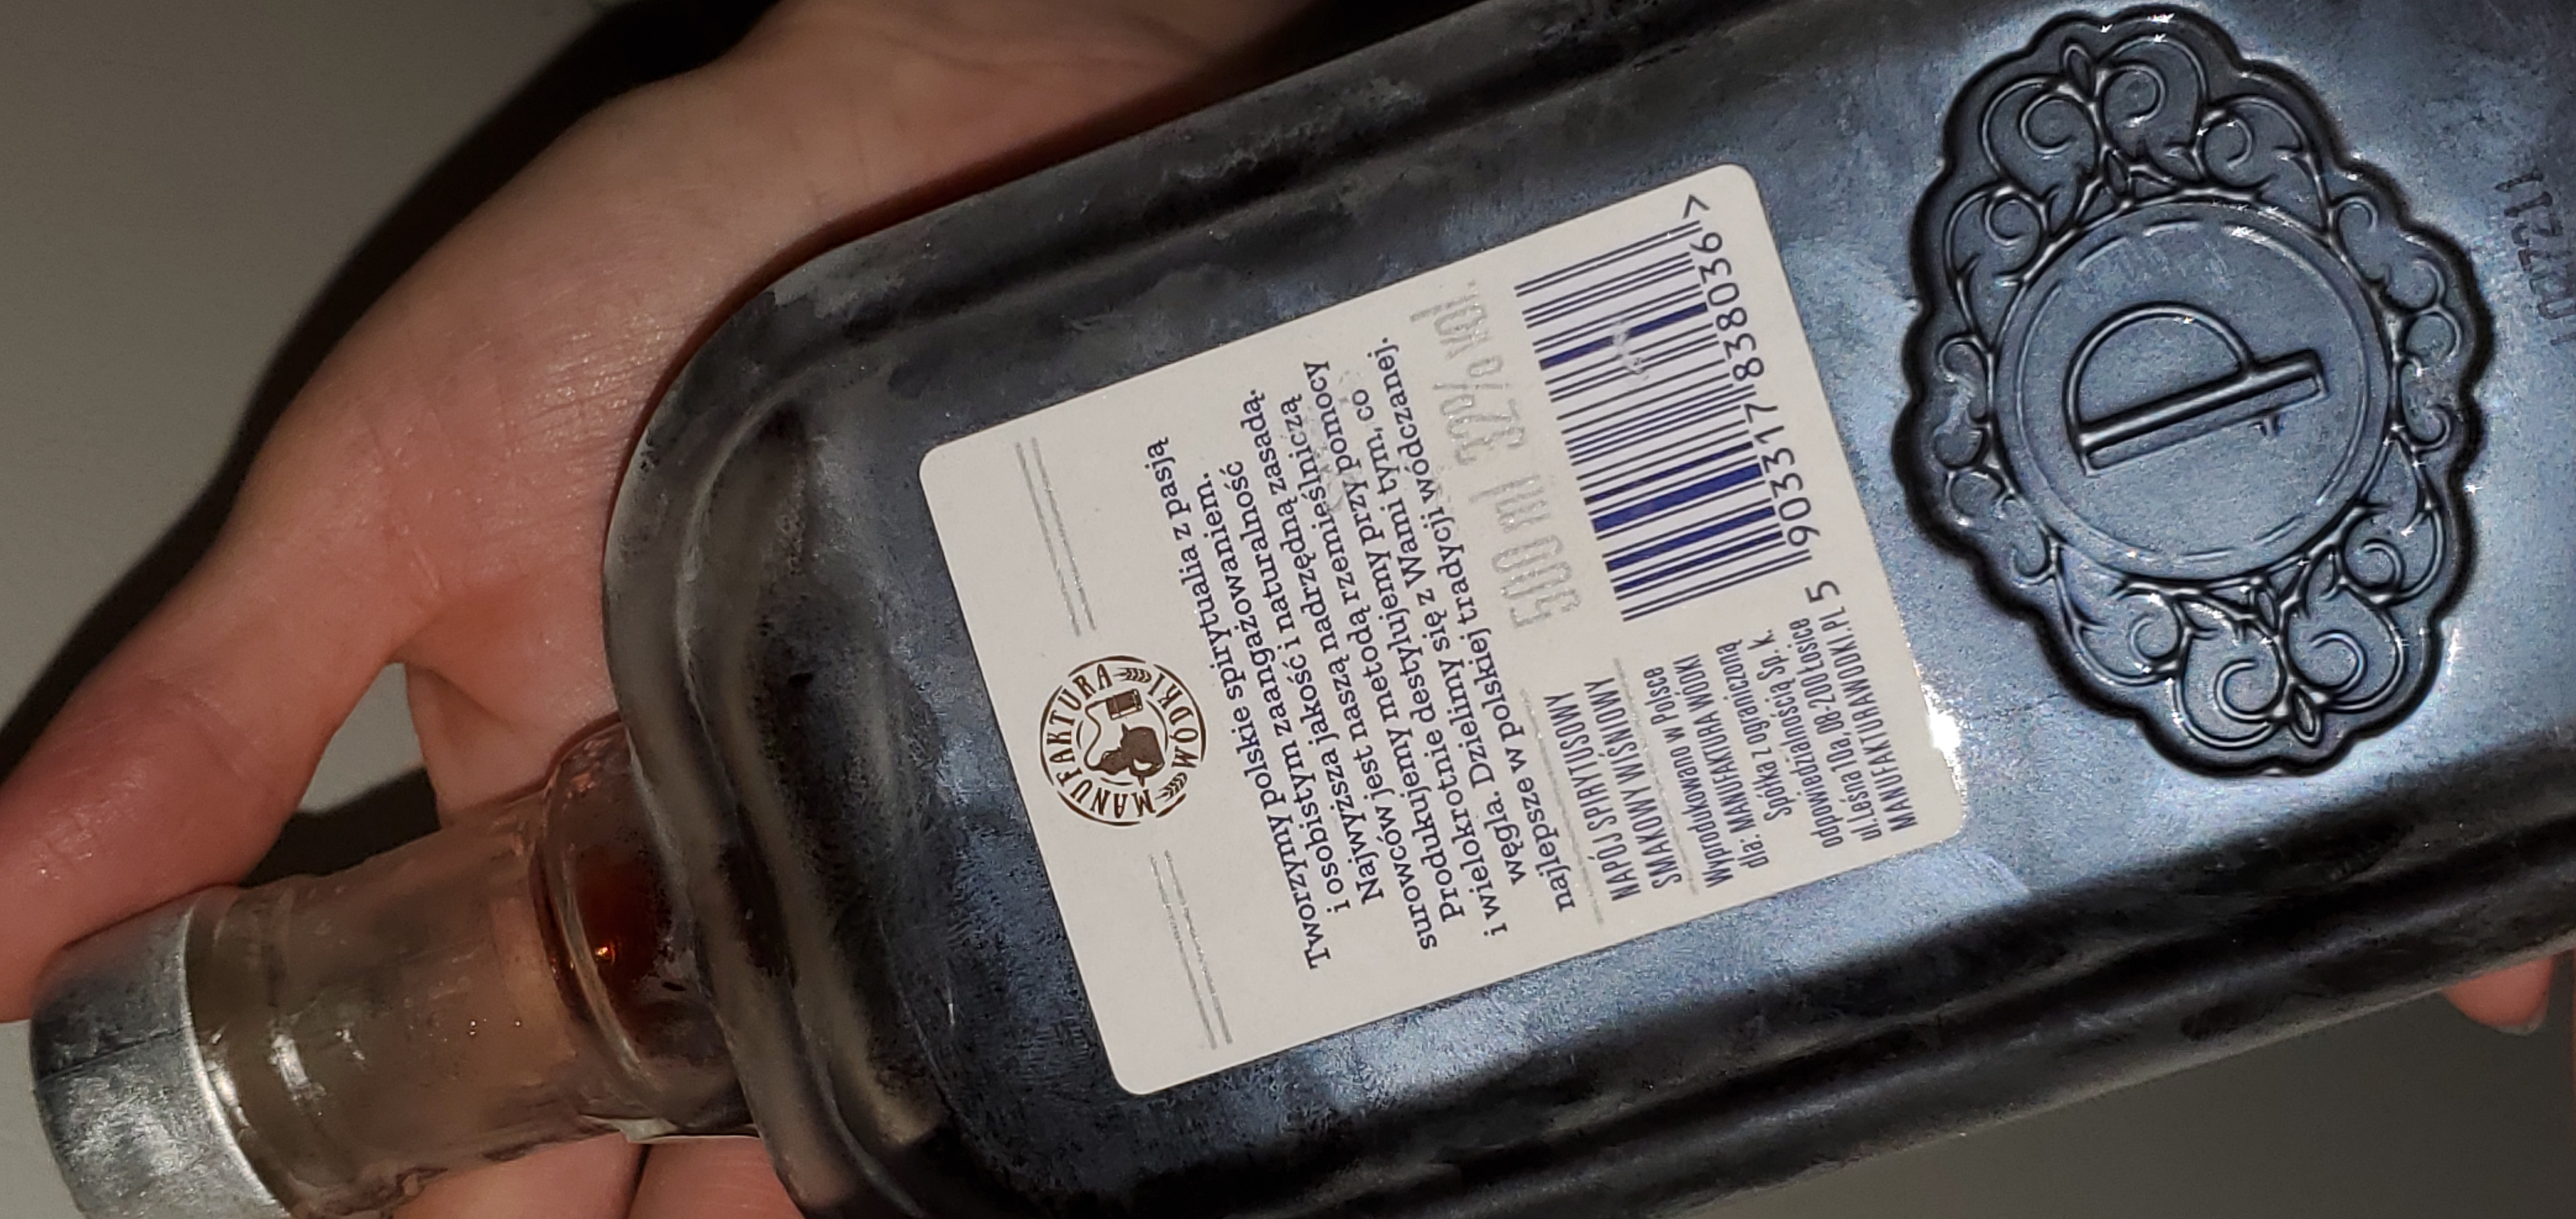 MANUFAKTURA
WÓDKI
Tworzymy polskie spirytualia z pasją
i osobistym zaangażowaniem.
Najwyższa jakość i naturalność
surowców jest naszą nadrzędną zasadą.
Produkujemy metodą rzemieślniczą
i wielokrotnie destylujemy przy pomocy
węgla. Dzielimy się z Wami tym, co
najlepsze w polskiej tradycji wódczanej.
NAPÓJ SPIRYTUSOWY
SMAKOWY WIŚNIOWY
500 ml 32% vol.
Wyprodukowano w Polsce
dla: MANUFAKTURA WÓDKI
Spółka z ograniczoną
odpowiedzialnością Sp. k.
ul.Leśna 10a, 08-200 Łosice
MANUFAKTURAWODKI.PL
5 903317 838036 >
P